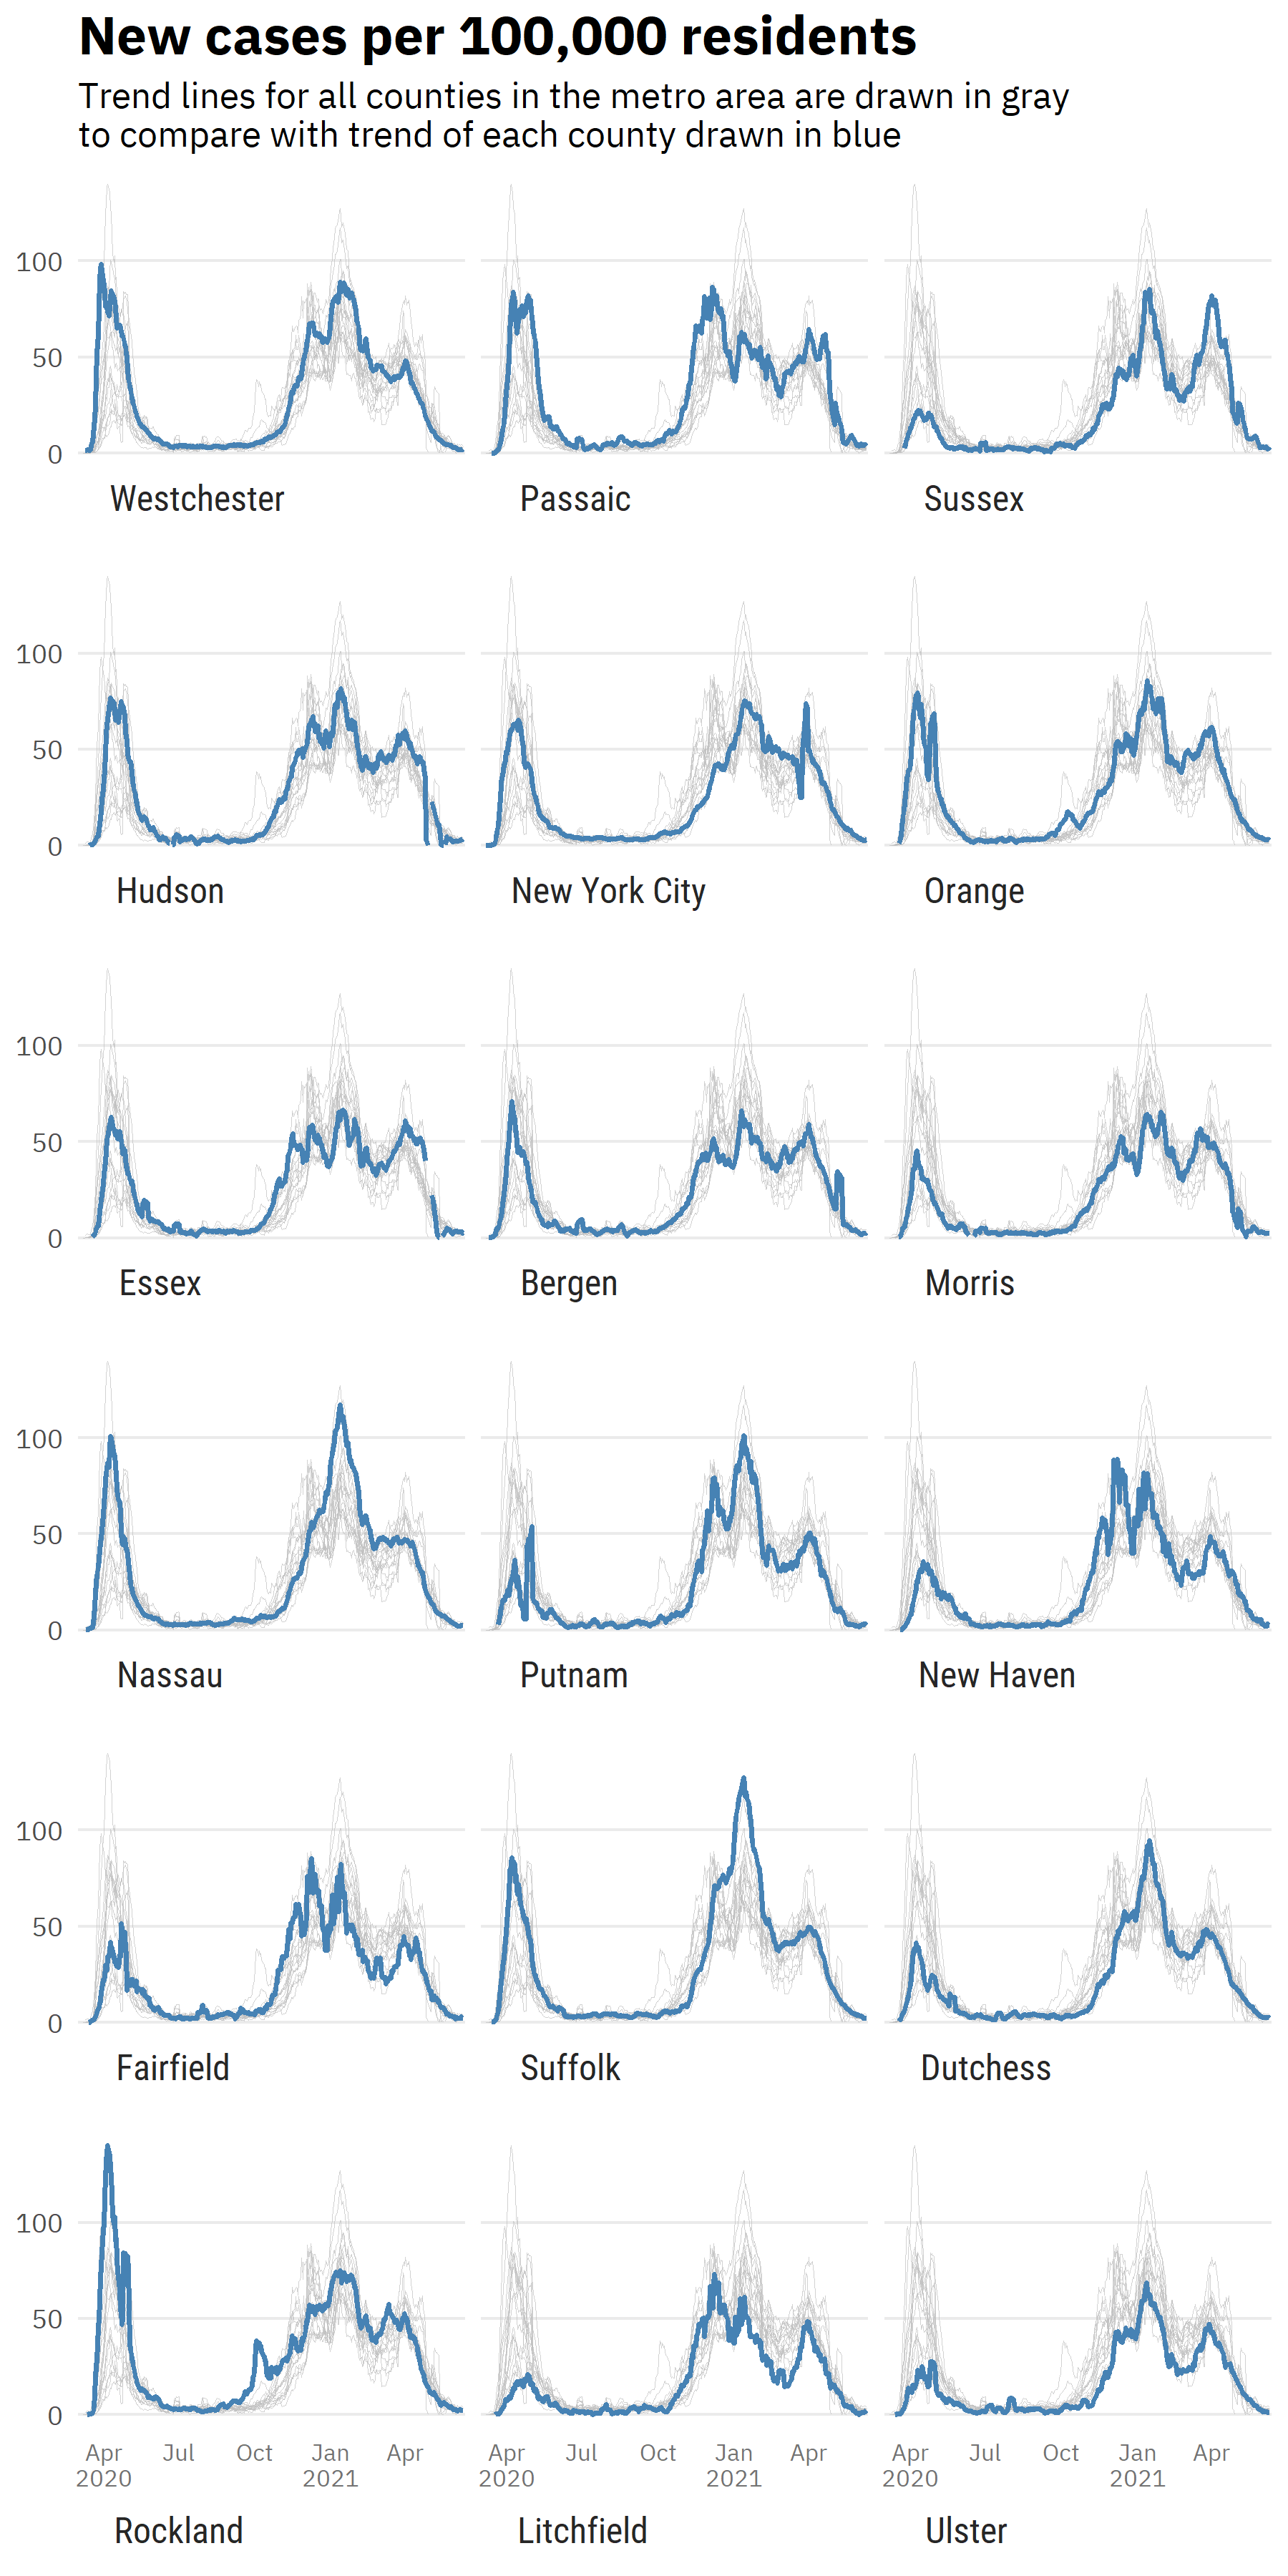 New cases per 100,000 residents
Trend lines for all counties in the metro area are drawn in gray
to compare with trend of each county drawn in blue
100
50
0
Westchester Passaic Sussex
100
50
0
Hudson New York City Orange
100
50
0
Essex Bergen Morris
100
50
0
Nassau Putnam New Haven
100
50
0
Fairfield Suffolk Dutchess
100
50
0
Apr Jul Oct Jan Apr Apr Jul Oct Jan Apr Apr Jul Oct Jan Apr
2020 2021 2020 2021 2020 2021
Rockland Litchfield Ulster